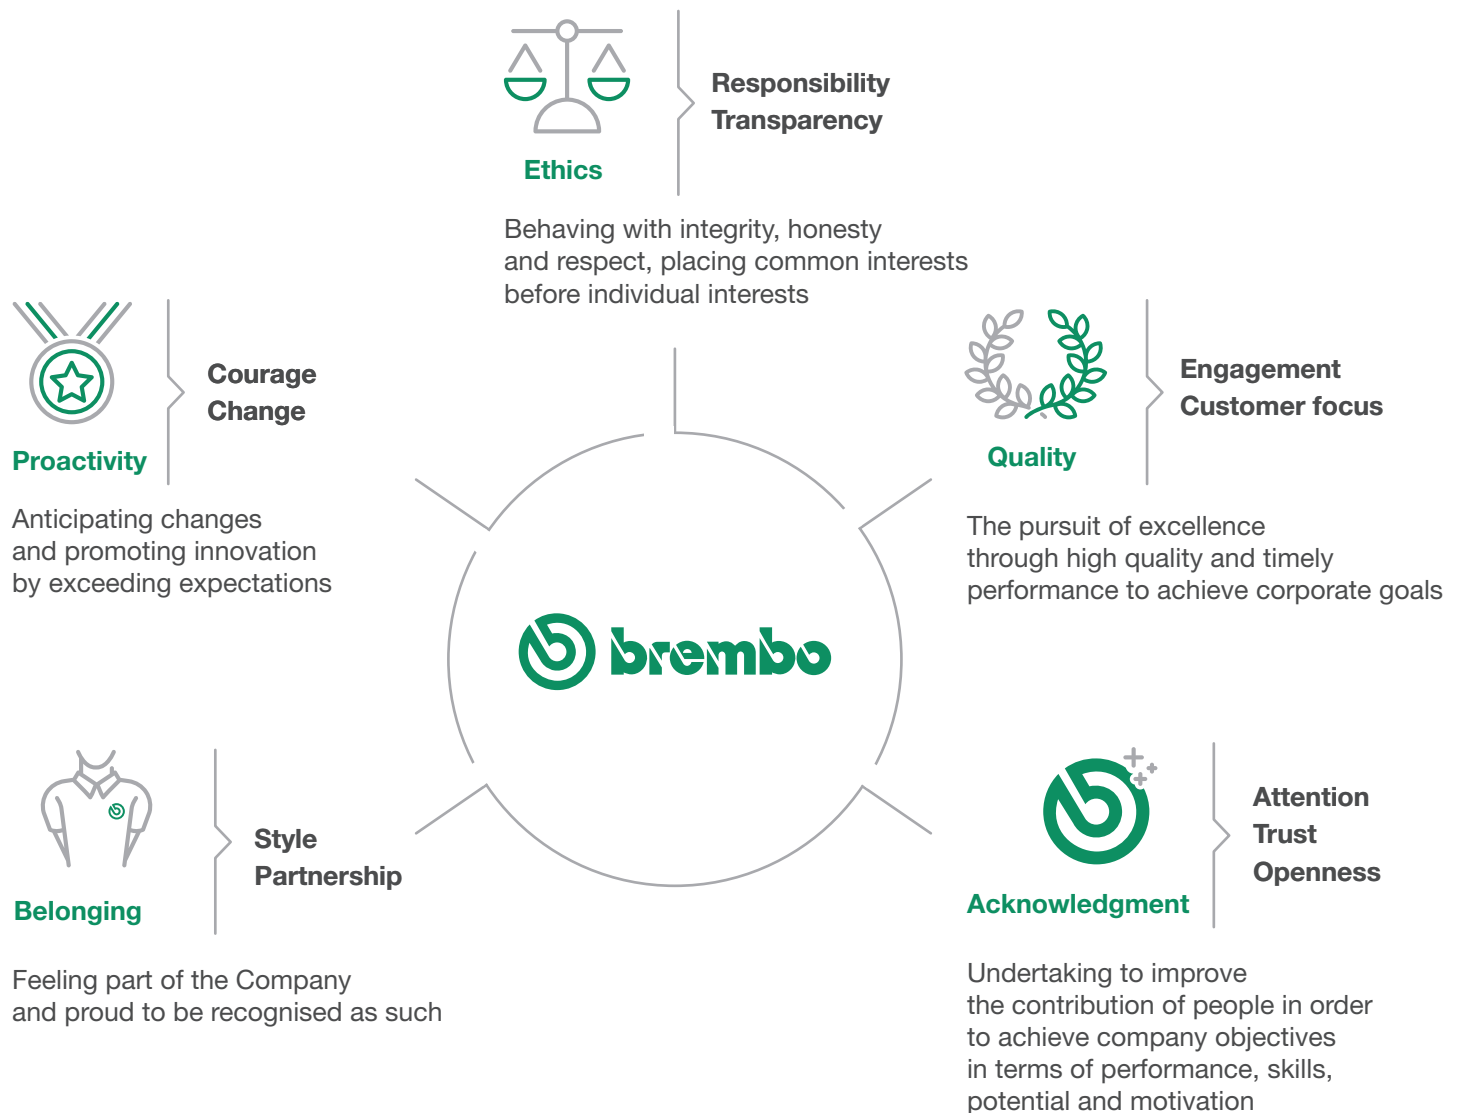 Responsibility
Transparency
Ethics
Behaving with integrity, honesty
and respect, placing common interests
before individual interests
Courage
Change
Proactivity
Anticipating changes
and promoting innovation
by exceeding expectations
Engagement
Customer focus
Quality
The pursuit of excellence
through high quality and timely
performance to achieve corporate goals
brembo
Style
Partnership
Belonging
Feeling part of the Company
and proud to be recognised as such
Attention
Trust
Openness
Acknowledgment
Undertaking to improve
the contribution of people in order
to achieve company objectives
in terms of performance, skills,
potential and motivation